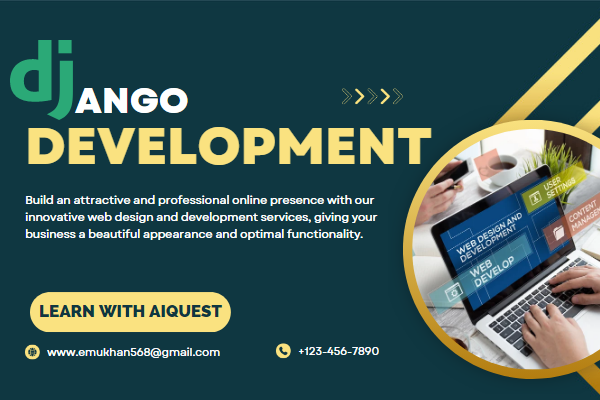 djANGO
DEVELOPMENT
Build an attractive and professional online presence with our
innovative web design and development services, giving your
business a beautiful appearance and optimal functionality.
LEARN WITH AIQUEST
www.emukhan568@gmail.com
+123-456-7890
WEB DESIGN AND
DEVELOPMENT
WEB
DEVELOP
USER
SETTINGS
CONTENT